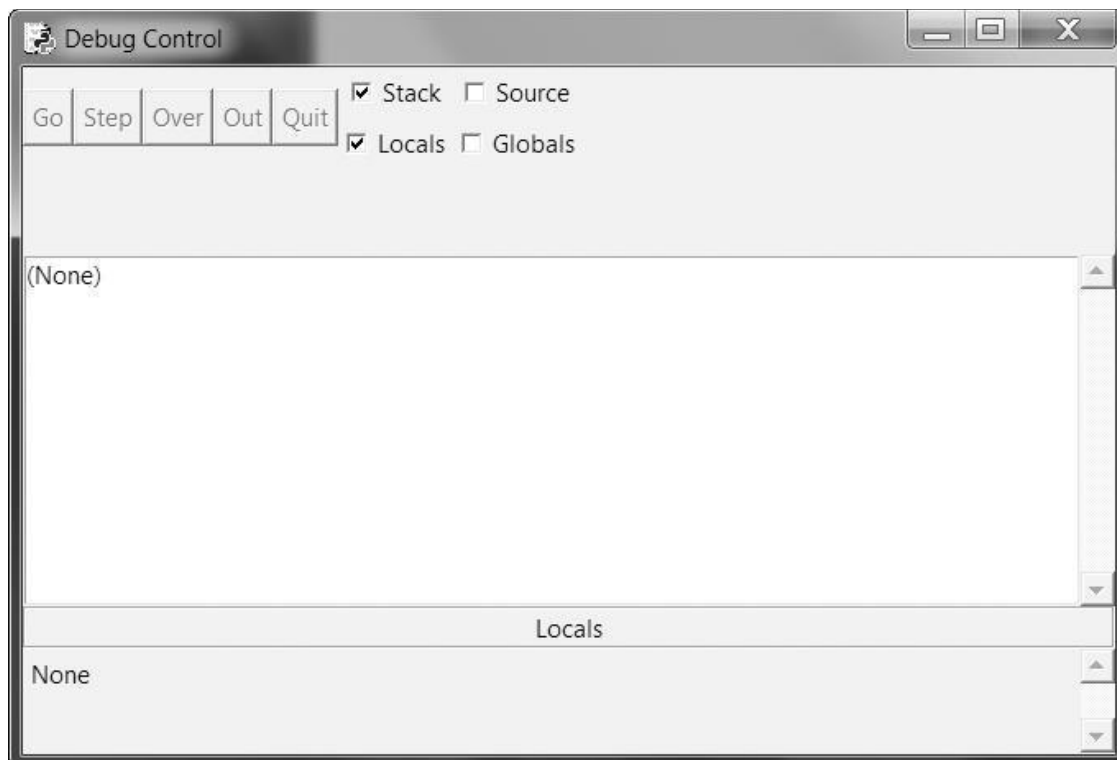 Debug Control
Go Step Over Out Quit
Stack Source
Locals Globals
(None)
Locals
None